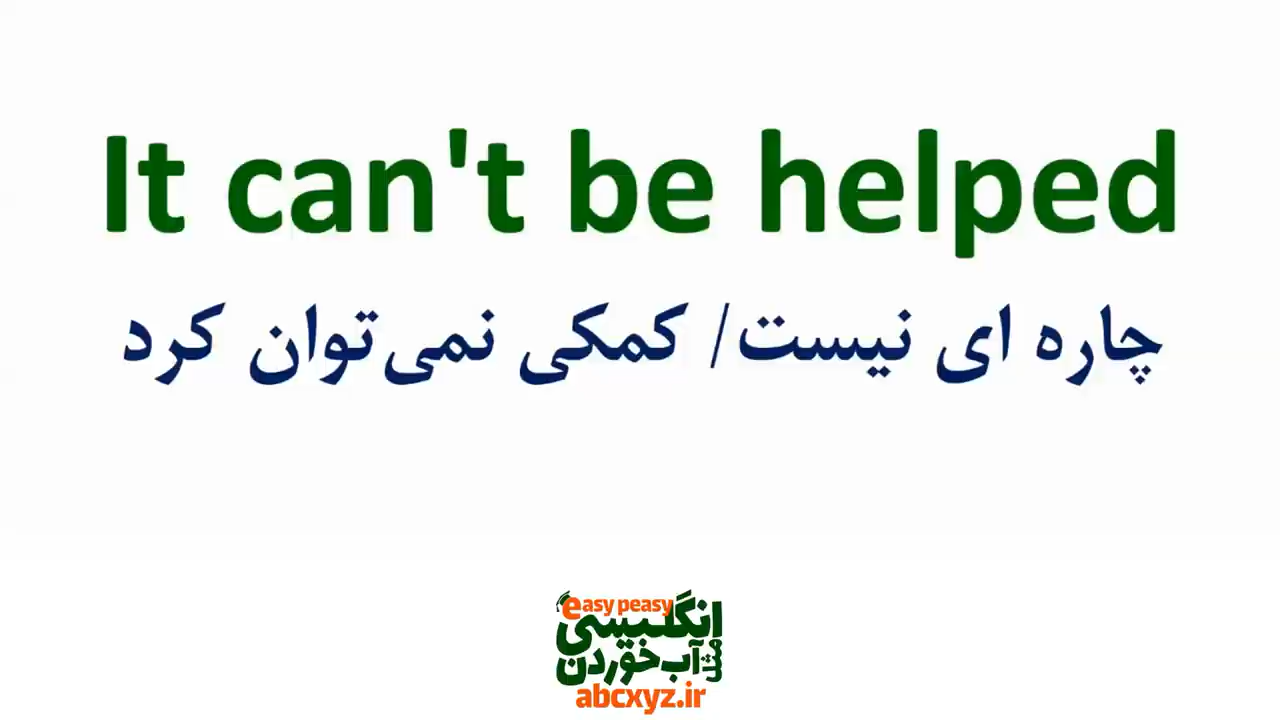 It can't be helped
چاره ای نیست/ کمکی نمی‌توان کرد
easy peasy
انگلیسی
مثل آب خوردن
abcxyz.ir